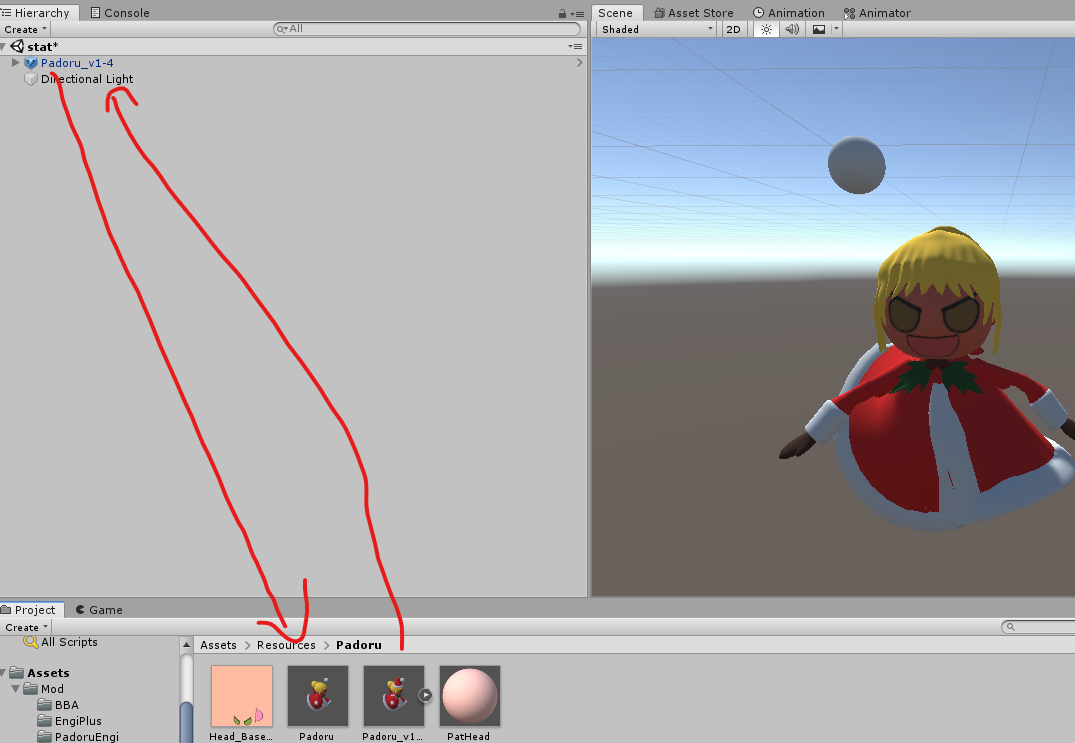 Hierarchy Console
Create All
stat*
Padoru_v1-4
Directional Light
Scene Asset Store Animation Animator
Shaded 2D
Project Game
Create
All Scripts
Assets > Resources > Padoru
Assets
Mod
BBA
EngiPlus
PadoruEngi
Head_Base... Padoru Padoru_v1... PatHead